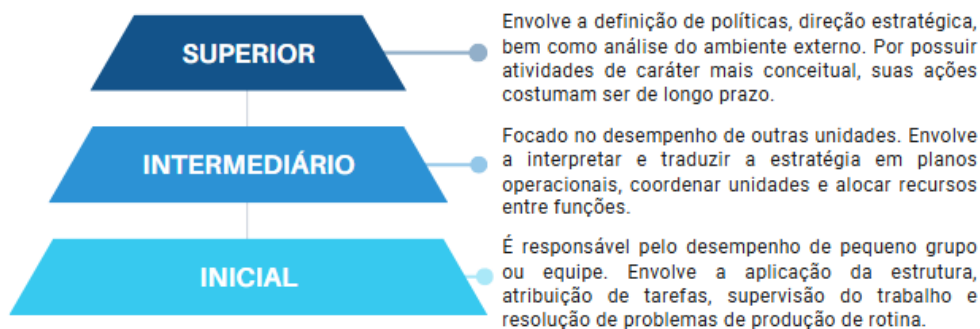 SUPERIOR
Envolve a definição de políticas, direção estratégica,
bem como análise do ambiente externo. Por possuir
atividades de caráter mais conceitual, suas ações
costumam ser de longo prazo.
INTERMEDIÁRIO
Focado no desempenho de outras unidades. Envolve
a interpretar e traduzir a estratégia em planos
operacionais, coordenar unidades e alocar recursos
entre funções.
INICIAL
É responsável pelo desempenho de pequeno grupo
ou equipe. Envolve a aplicação da estrutura,
atribuição de tarefas, supervisão do trabalho e
resolução de problemas de produção de rotina.